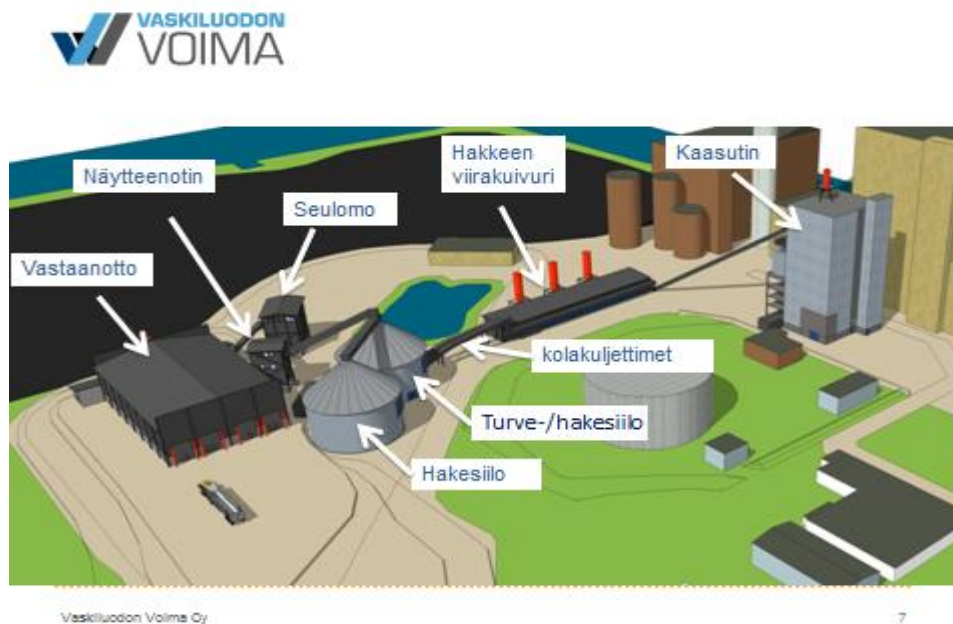 VASKILUODON
VOIMA
Näytteenotin
Hakkeen
viirakuivuri
Kaasutin
Seulomo
Vastaanotto
kolakuljettimet
Turve-/hakesiilo
Hakesiilo
Vaskiluodon Voima Oy
7